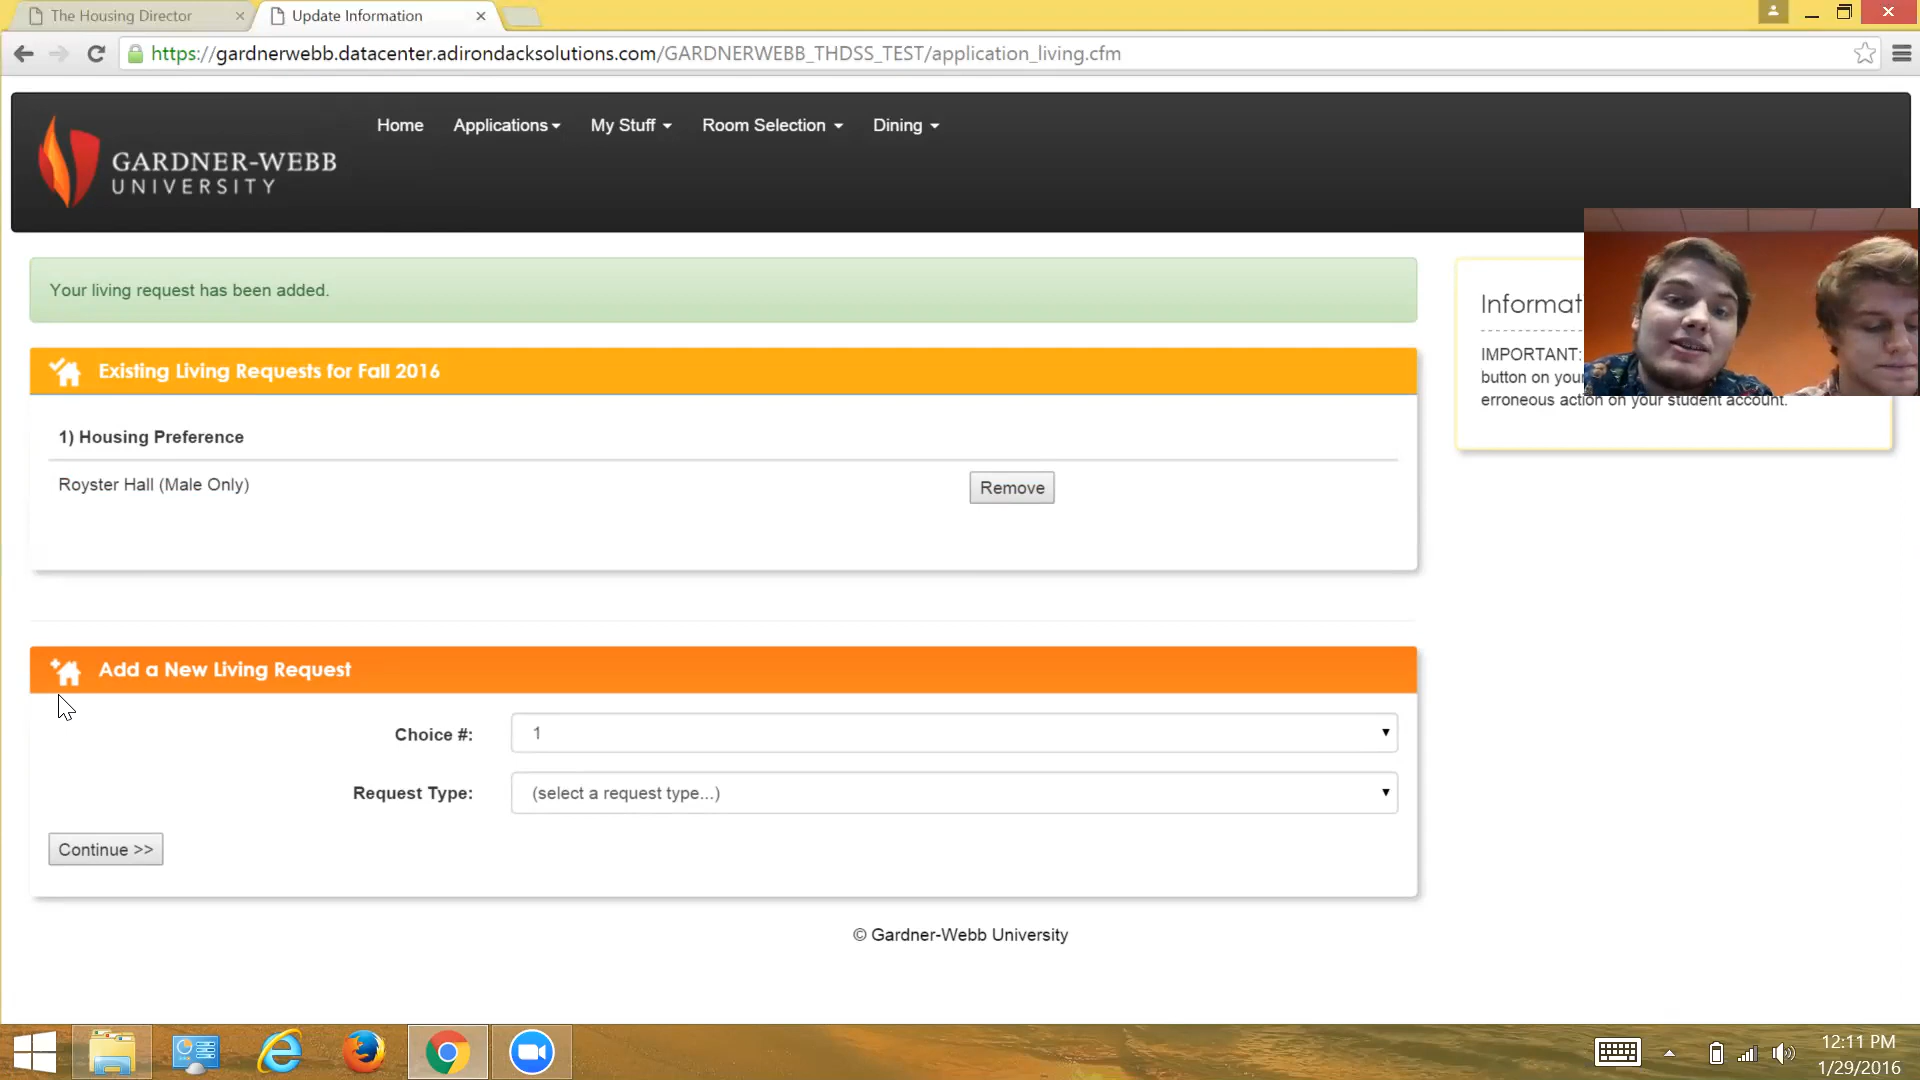 The Housing Director
Update Information
https://gardnerwebb.datacenter.adirondacksolutions.com/GARDNERWEBB_THDSS_TEST/application_living.cfm
GARDNER-WEBB
UNIVERSITY
Home
Applications
My Stuff
Room Selection
Dining
Your living request has been added.
Existing Living Requests for Fall 2016
1) Housing Preference
Royster Hall (Male Only)
Remove
IMPORTANT:
button on your
erroneous action on your student account.
Add a New Living Request
Choice #:
1
Request Type:
(select a request type...)
Continue >>
© Gardner-Webb University
12:11 PM
1/29/2016